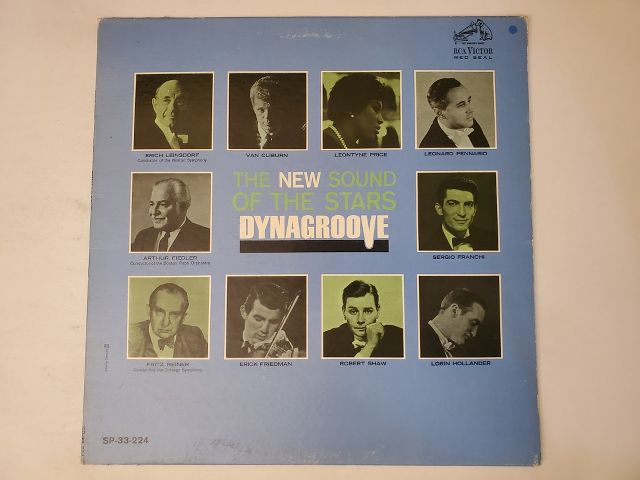 RCA VICTOR
RED SEAL
ERICH LEINSDORF
Conductor of the Boston Symphony
VAN CLIBURN
LEONTYNE PRICE
LEONARD PENNARIO
THE NEW SOUND
OF THE STARS
DYNAGROOVE
ARTHUR FIEDLER
Conductor of the Boston Pops Orchestra
SERGIO FRANCHI
FRITZ REINER
Conducting the Chicago Symphony
ERICK FRIEDMAN
ROBERT SHAW
LORIN HOLLANDER
SP-33-224